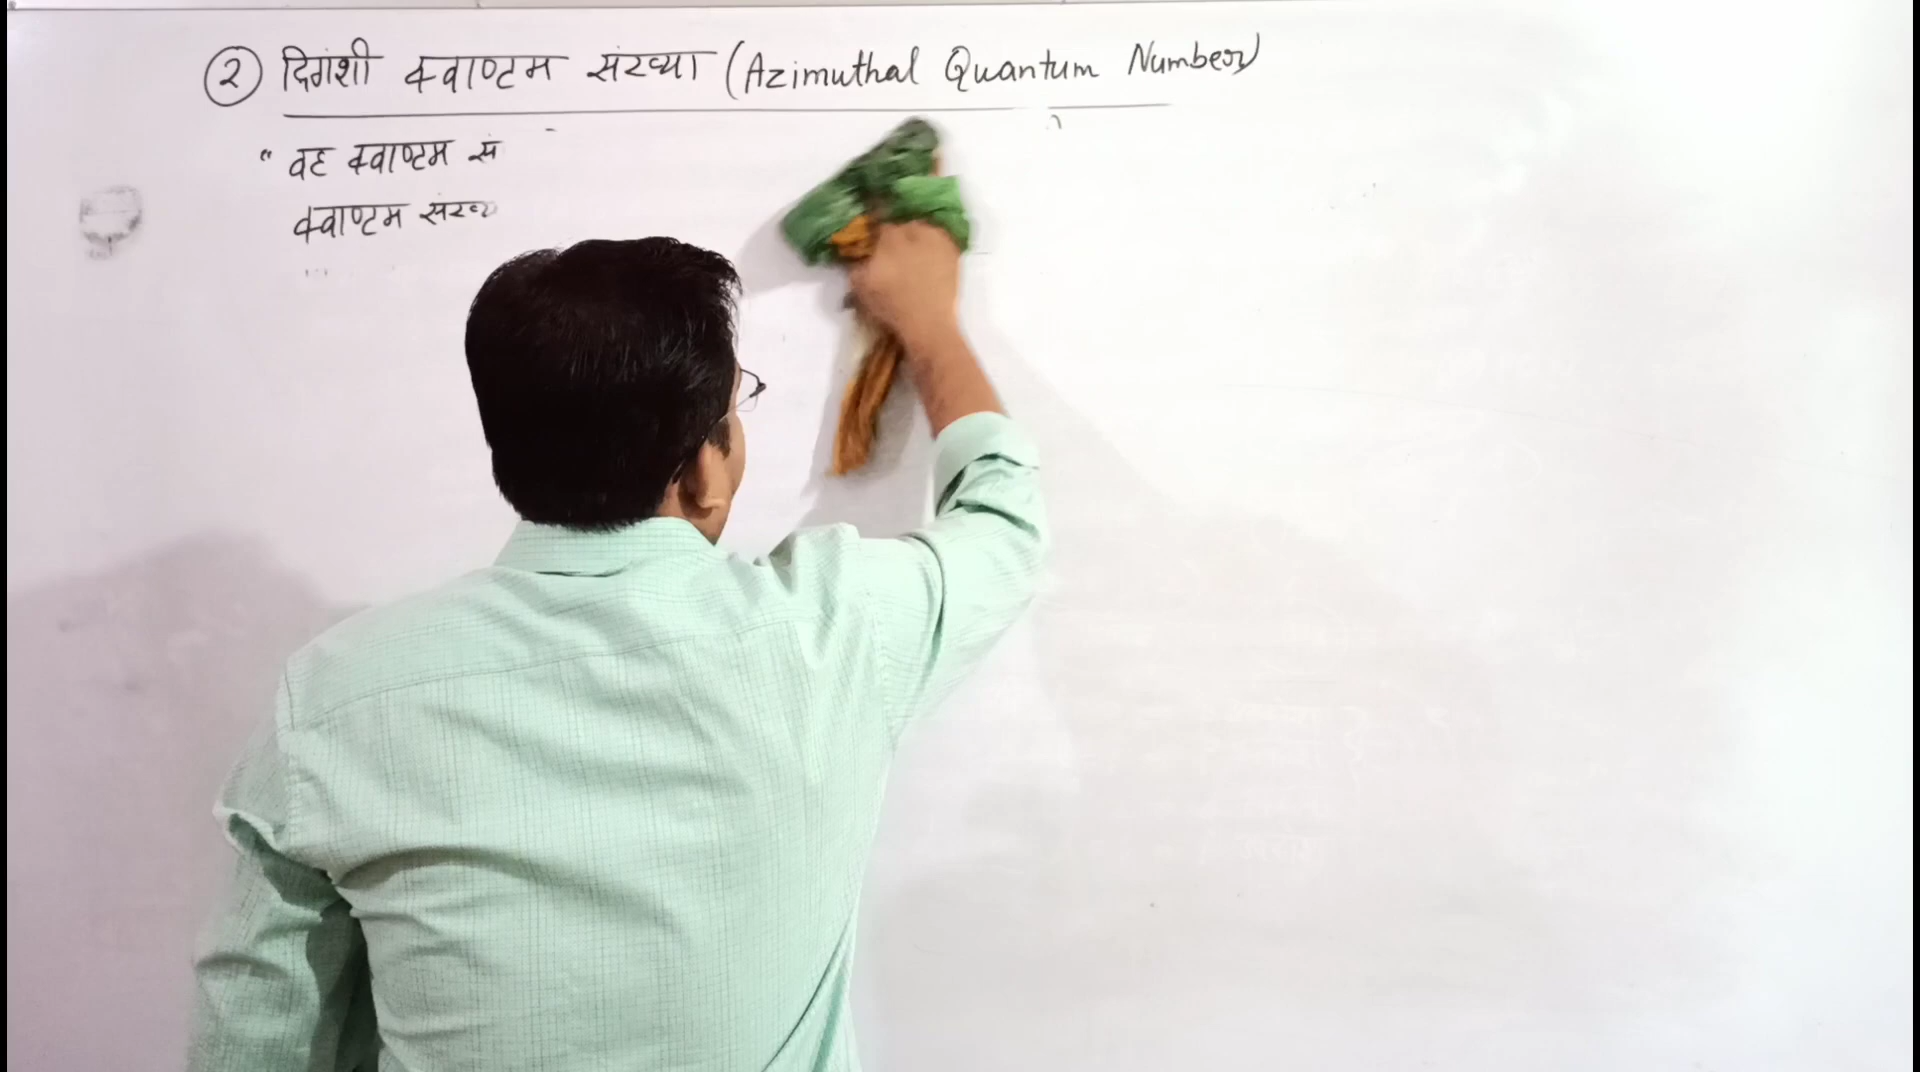 ② दिगंशी क्वाण्टम संख्या (Azimuthal Quantum Number)
" वह क्वाण्टम सं
क्वाण्टम संख्य